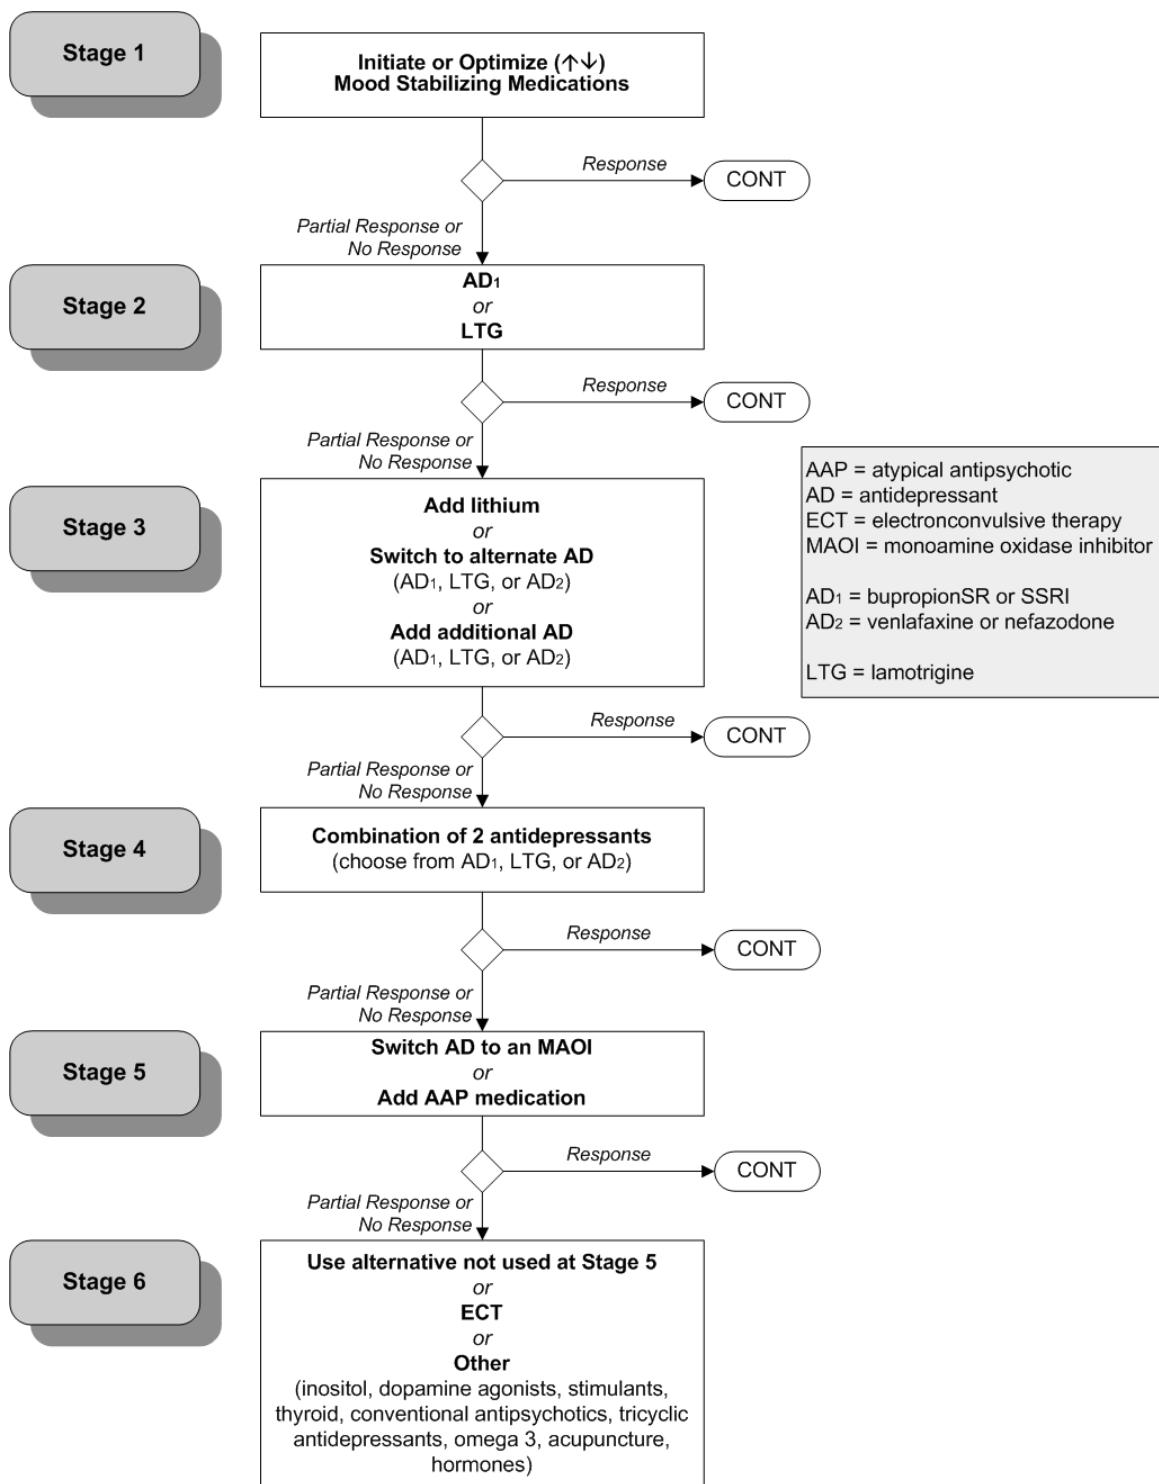 Stage 1
Initiate or Optimize (↑↓)
Mood Stabilizing Medications
Response
CONT
Partial Response or
No Response
Stage 2
AD₁
or
LTG
Response
CONT
Partial Response or
No Response
Stage 3
Add lithium
or
Switch to alternate AD
(AD₁, LTG, or AD₂)
or
Add additional AD
(AD₁, LTG, or AD₂)
AAP = atypical antipsychotic
AD = antidepressant
ECT = electronconvulsive therapy
MAOI = monoamine oxidase inhibitor
AD₁ = bupropionSR or SSRI
AD₂ = venlafaxine or nefazodone
LTG = lamotrigine
Response
CONT
Partial Response or
No Response
Stage 4
Combination of 2 antidepressants
(choose from AD₁, LTG, or AD₂)
Response
CONT
Partial Response or
No Response
Stage 5
Switch AD to an MAOI
or
Add AAP medication
Response
CONT
Partial Response or
No Response
Stage 6
Use alternative not used at Stage 5
or
ECT
or
Other
(inositol, dopamine agonists, stimulants,
thyroid, conventional antipsychotics, tricyclic
antidepressants, omega 3, acupuncture,
hormones)